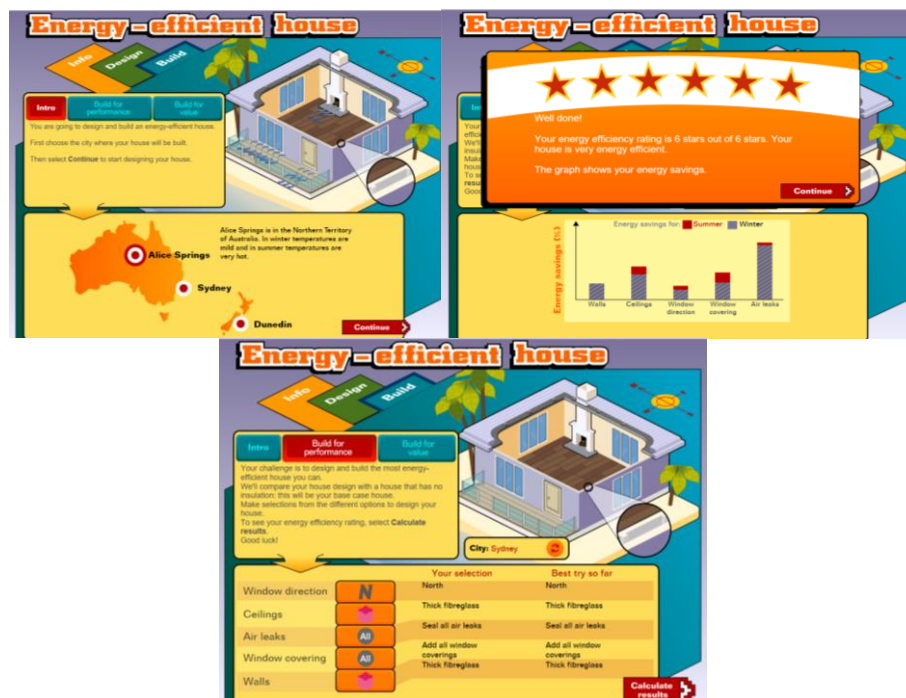 Energy-efficient house
Info
Design
Build
Intro
Build for
performance
Build for
value
You are going to design and build an energy-efficient house.
First choose the city where your house will be built.
Then select Continue to start designing your house.
Alice Springs is in the Northern Territory
of Australia. In winter temperatures are
mild and in summer temperatures are
very hot.
Alice Springs
Sydney
Dunedin
Continue
Energy-efficient house
Well done!
Your energy efficiency rating is 6 stars out of 6 stars. Your
house is very energy efficient.
The graph shows your energy savings.
Continue
Energy savings for: Summer Winter
Energy savings (%)
Walls
Ceilings
Window
direction
Window
covering
Air leaks
Energy-efficient house
Info
Design
Build
Intro
Build for
performance
Build for
value
Your challenge is to design and build the most energy-
efficient house you can.
We'll compare your house design with a house that has no
insulation: this will be your base case house.
Make selections from the different options to design your
house.
To see your energy efficiency rating, select Calculate
results.
Good luck!
City: Sydney
Your selection Best try so far
Window direction N North North
Ceilings Thick fibreglass Thick fibreglass
Air leaks All Seal all air leaks Seal all air leaks
Window covering All Add all window
coverings Add all window
coverings
Walls Thick fibreglass Thick fibreglass
Calculate
results